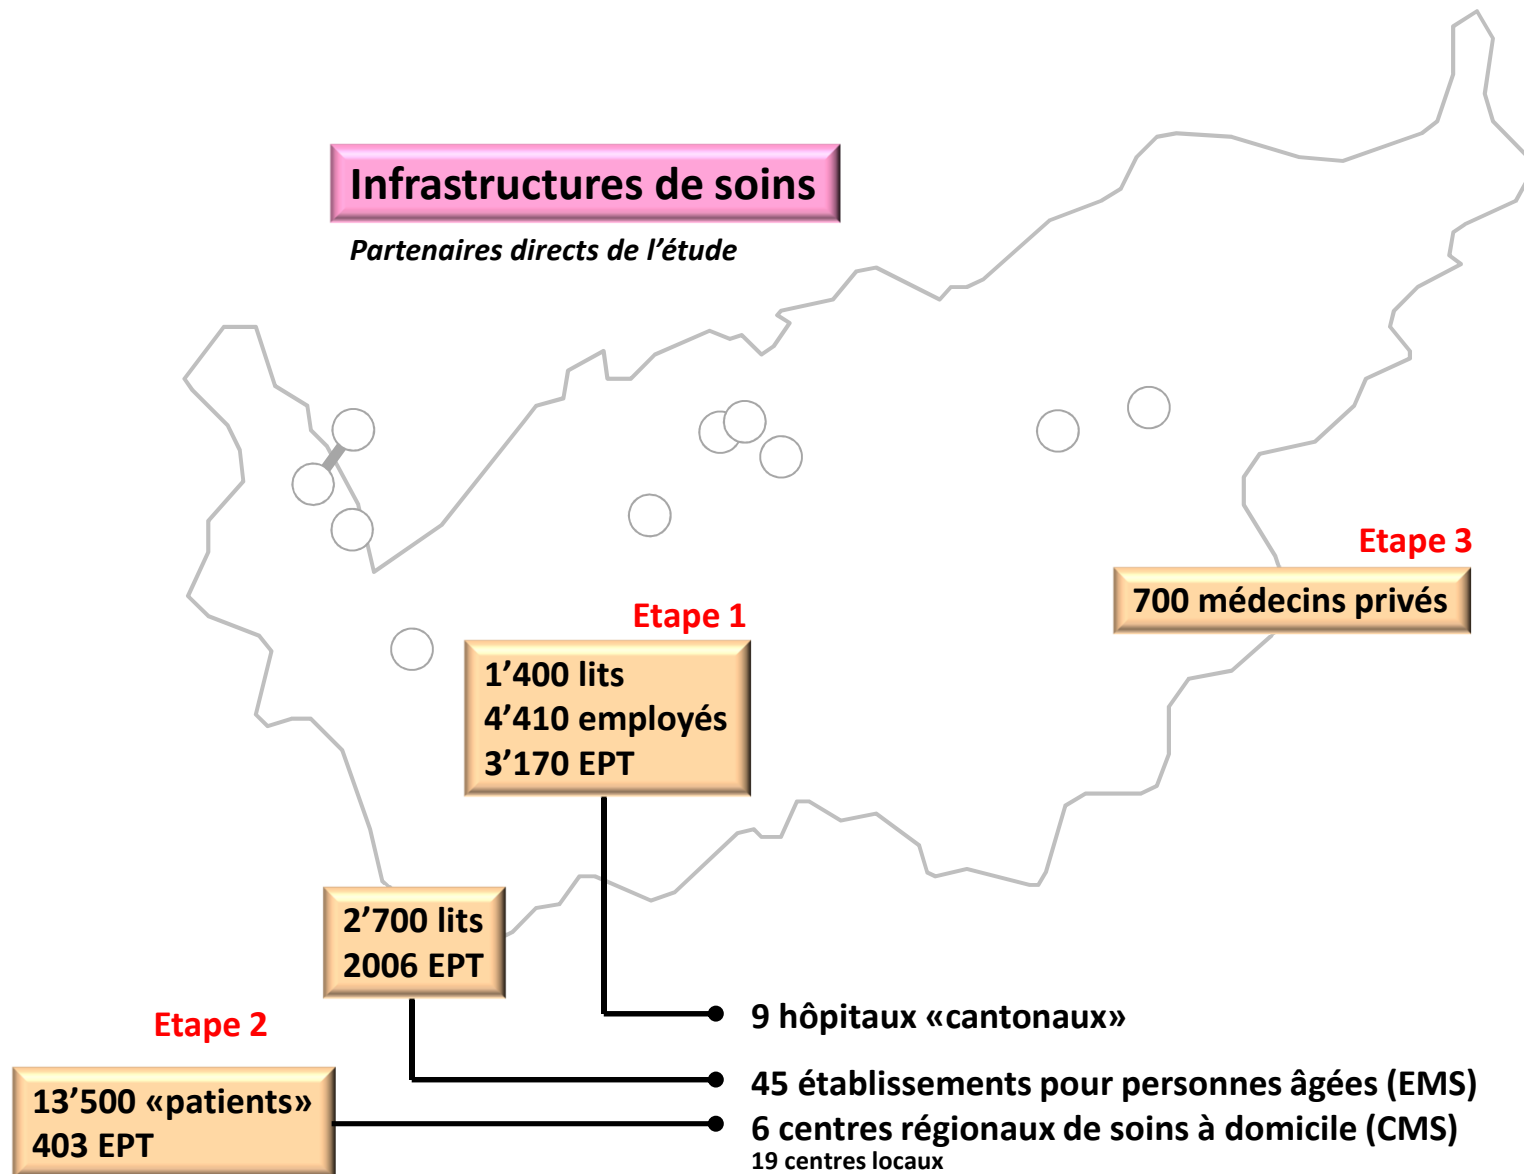 Infrastructures de soins
Partenaires directs de l’étude
Etape 3
700 médecins privés
Etape 1
1’400 lits
4’410 employés
3’170 EPT
2’700 lits
2006 EPT
Etape 2
13’500 «patients»
403 EPT
9 hôpitaux «cantonaux»
45 établissements pour personnes âgées (EMS)
6 centres régionaux de soins à domicile (CMS)
19 centres locaux